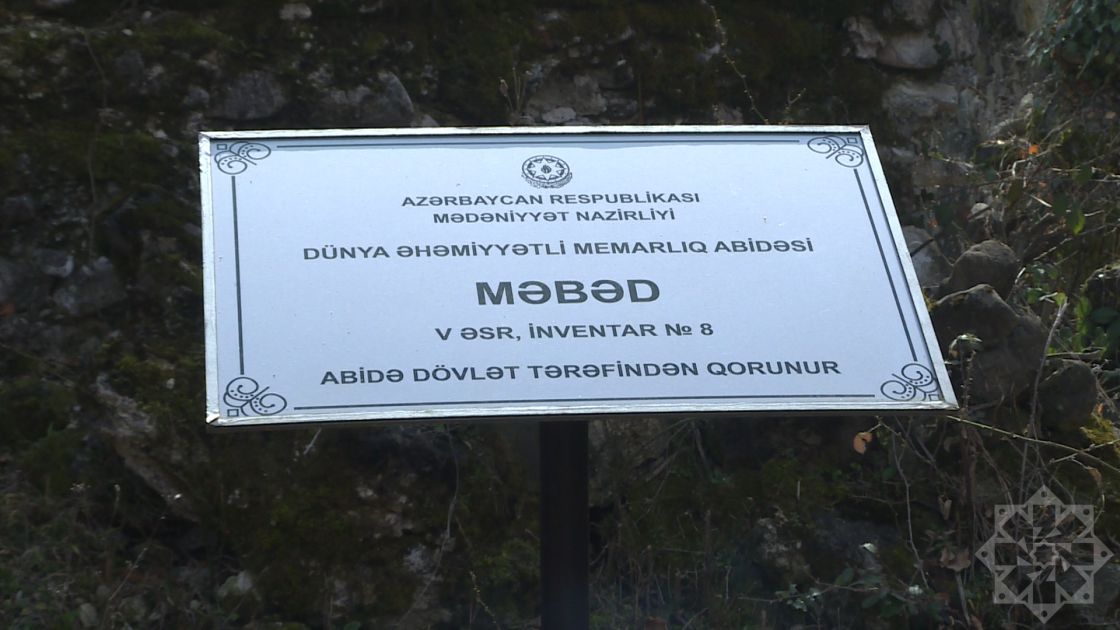 AZƏRBAYCAN RESPUBLİKASI
MƏDƏNİYYƏT NAZİRLİYİ
DÜNYA ƏHƏMİYYƏTLİ MEMARLIQ ABİDƏSİ
MƏBƏD
V ƏSR, İNVENTAR № 8
ABİDƏ DÖVLƏT TƏRƏFİNDƏN QORUNUR